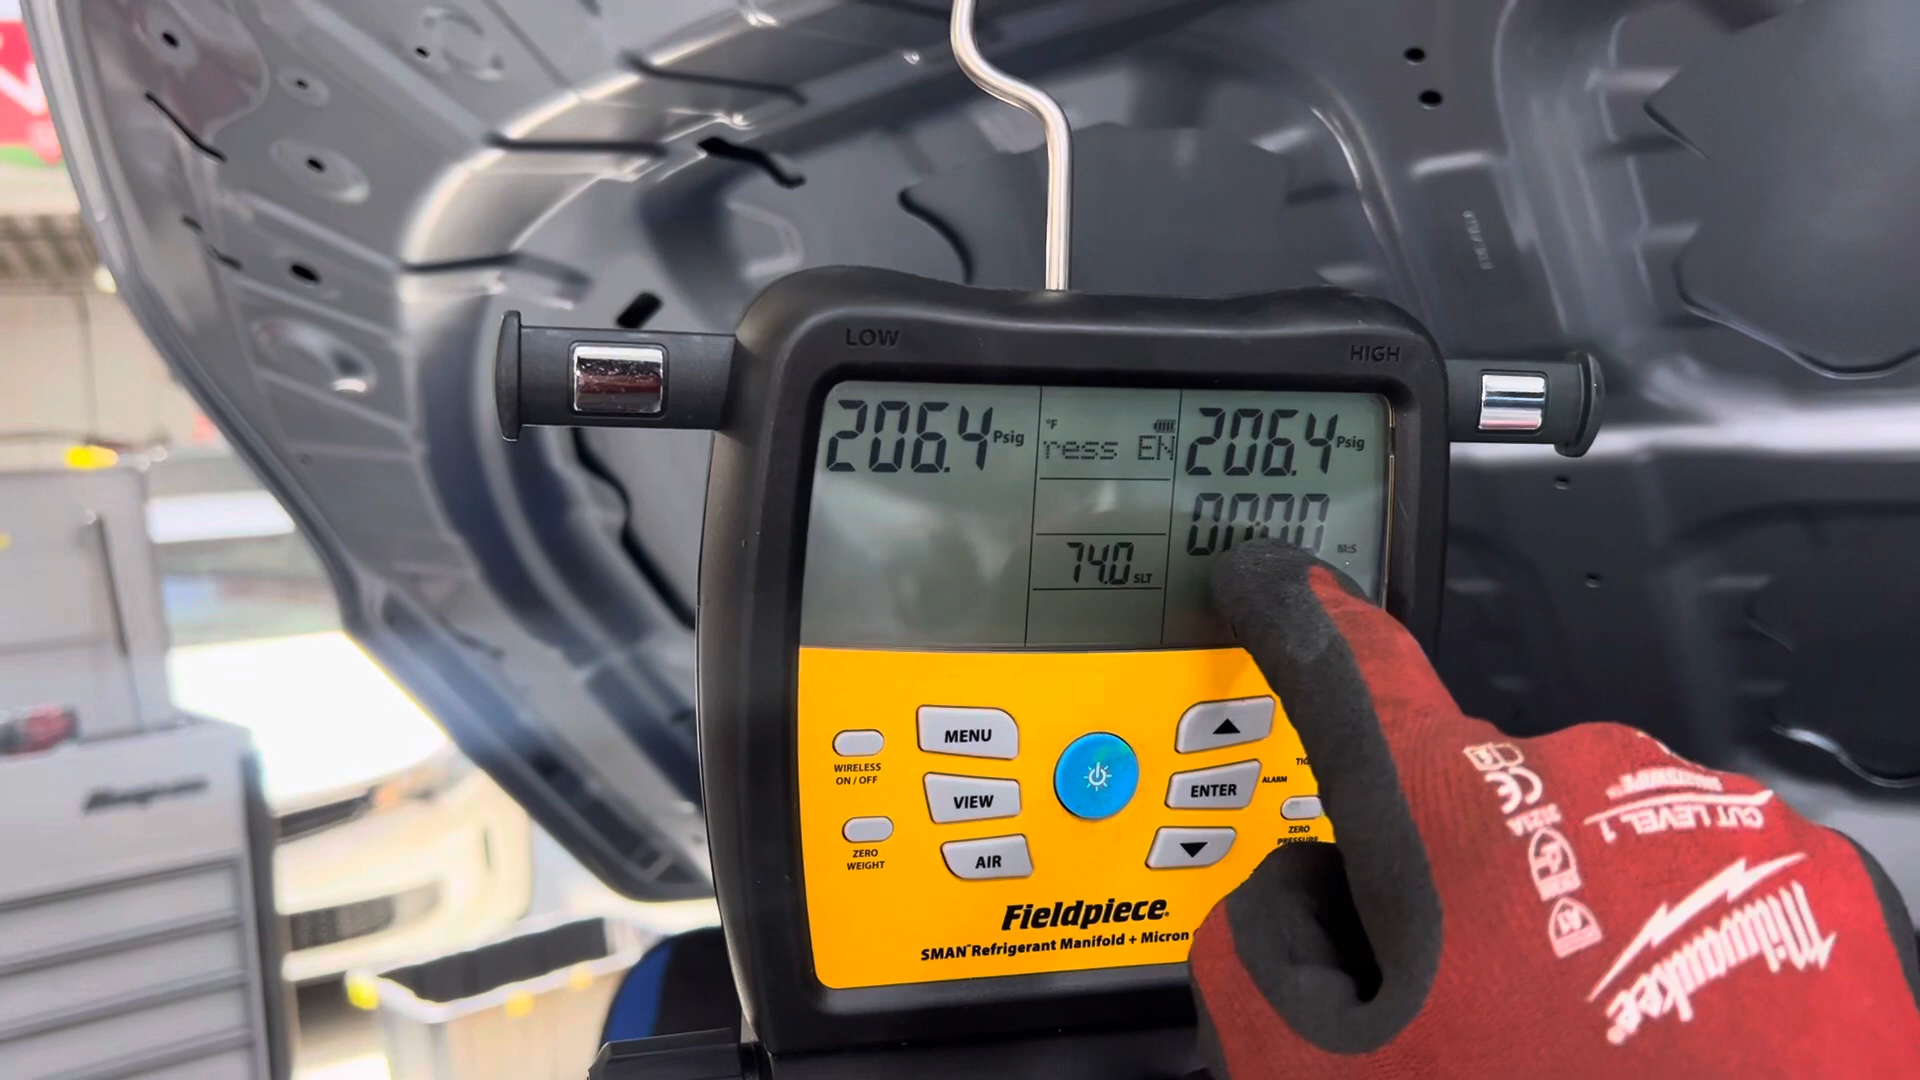 LOW
HIGH
206.4 Psig
°F
ress EN
206.4 Psig
00:00
M:S
74.0 SLT
MENU
WIRELESS
ON / OFF
VIEW
ENTER
ALARM
ZERO
WEIGHT
AIR
ZERO
PRESSURE
Fieldpiece
SMAN Refrigerant Manifold + Micron
CUT LEVEL 1
CE
Milwaukee